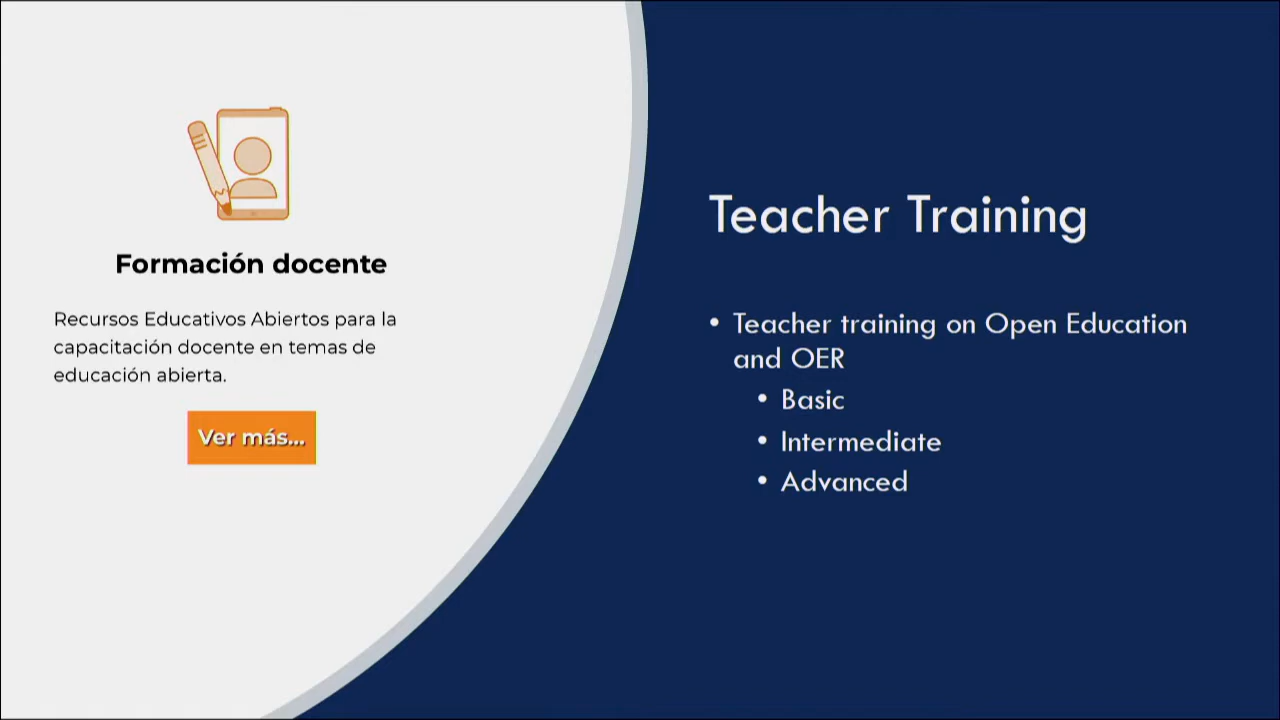 Formación docente
Recursos Educativos Abiertos para la
capacitación docente en temas de
educación abierta.
Ver más...
Teacher Training
• Teacher training on Open Education
and OER
• Basic
• Intermediate
• Advanced